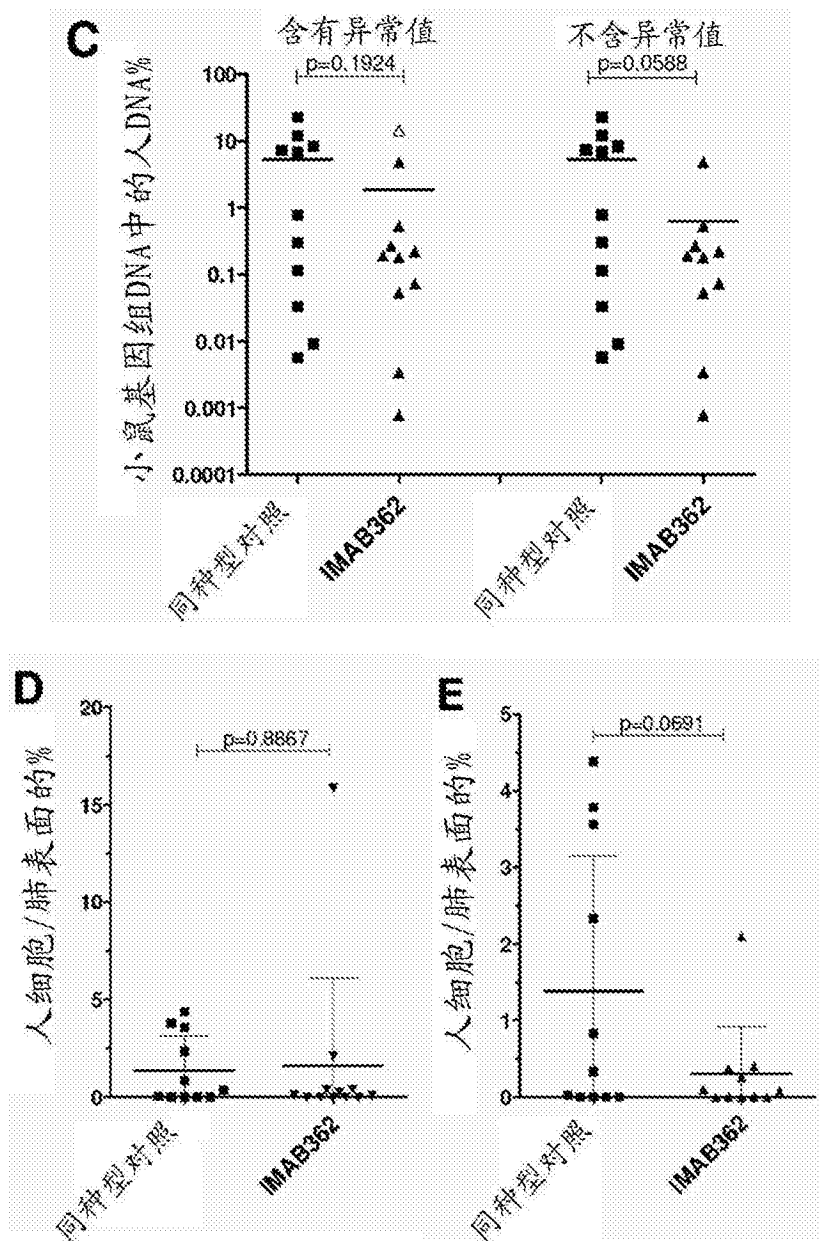 C
含有异常值
不含异常值
p=0.1924
p=0.0588
小鼠基因组DNA中的人DNA%
100
10
1
0.1
0.01
0.001
0.0001
同种型对照
IMAB362
同种型对照
IMAB362
D
人细胞/肺表面的%
20
15
10
5
0
p=0.8867
同种型对照
IMAB362
E
人细胞/肺表面的%
5
4
3
2
1
0
p=0.0691
同种型对照
IMAB362